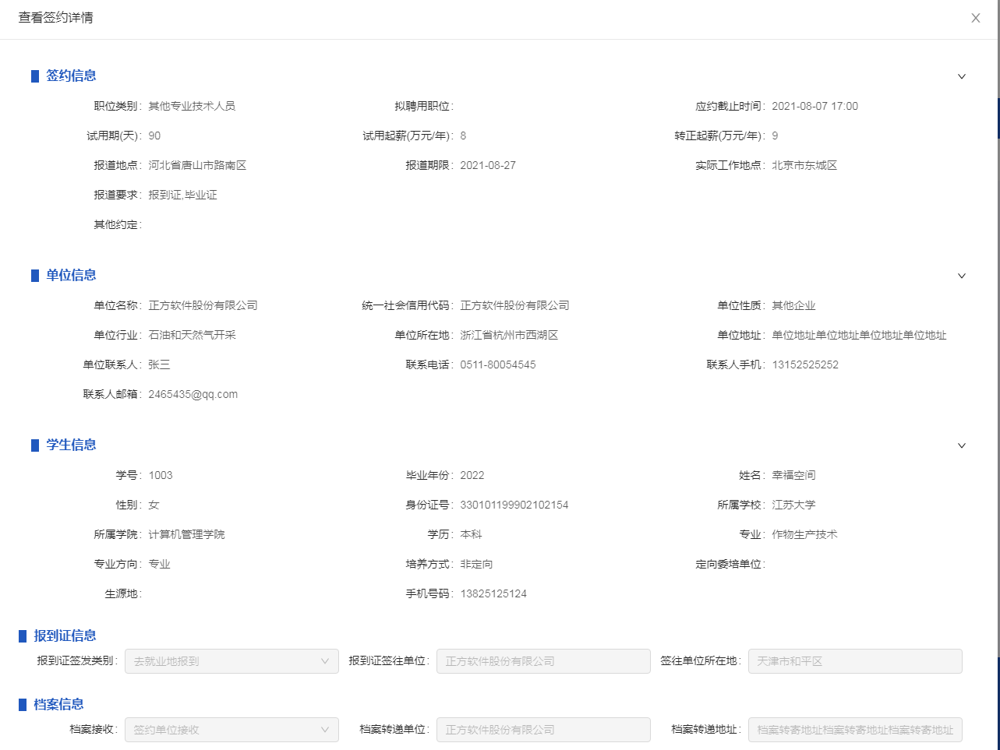 查看签约详情
签约信息
职位类别: 其他专业技术人员 拟聘用职位: 应约截止时间: 2021-08-07 17:00
试用期(天): 90 试用起薪(万元/年): 8 转正起薪(万元/年): 9
报道地点: 河北省唐山市路南区 报道期限: 2021-08-27 实际工作地点: 北京市东城区
报道要求: 报到证,毕业证
其他约定:
单位信息
单位名称: 正方软件股份有限公司 统一社会信用代码: 正方软件股份有限公司 单位性质: 其他企业
单位行业: 石油和天然气开采 单位所在地: 浙江省杭州市西湖区 单位地址: 单位地址单位地址单位地址单位地址
单位联系人: 张三 联系电话: 0511-80054545 联系人手机: 13152525252
联系人邮箱: 2465435@qq.com
学生信息
学号: 1003 毕业年份: 2022 姓名: 幸福空间
性别: 女 身份证号: 330101199902102154 所属学校: 江苏大学
所属学院: 计算机管理学院 学历: 本科 专业: 作物生产技术
专业方向: 专业 培养方式: 非定向 定向委培单位:
生源地: 手机号码: 13825125124
报到证信息
报到证签发类别: 去就业地报到 报到证签往单位: 正方软件股份有限公司 签往单位所在地: 天津市和平区
档案信息
档案接收: 签约单位接收 档案转递单位: 正方软件股份有限公司 档案转递地址: 档案转寄地址档案转寄地址档案转寄地址